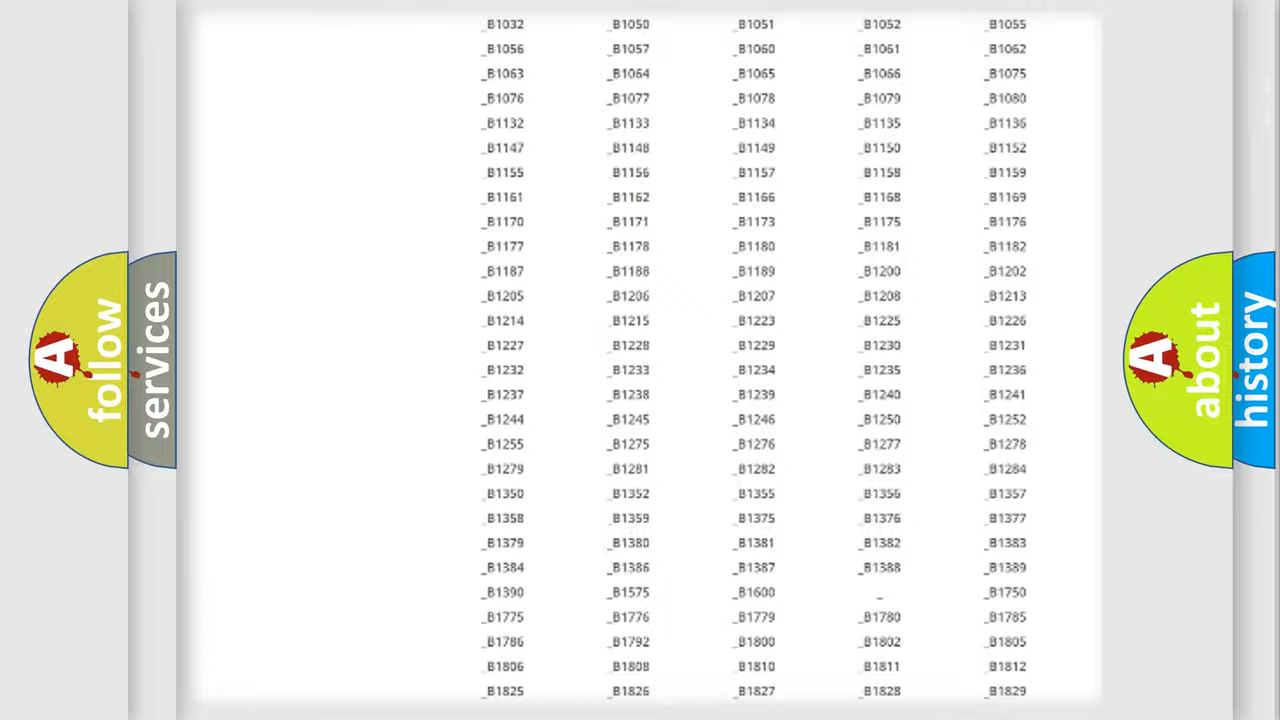 _B1032 _B1050 _B1051 _B1052 _B1055
_B1056 _B1057 _B1060 _B1061 _B1062
_B1063 _B1064 _B1065 _B1066 _B1075
_B1076 _B1077 _B1078 _B1079 _B1080
_B1132 _B1133 _B1134 _B1135 _B1136
_B1147 _B1148 _B1149 _B1150 _B1152
_B1155 _B1156 _B1157 _B1158 _B1159
_B1161 _B1162 _B1166 _B1168 _B1169
_B1170 _B1171 _B1173 _B1175 _B1176
_B1177 _B1178 _B1180 _B1181 _B1182
_B1187 _B1188 _B1189 _B1200 _B1202
_B1205 _B1206 _B1207 _B1208 _B1213
_B1214 _B1215 _B1223 _B1225 _B1226
_B1227 _B1228 _B1229 _B1230 _B1231
_B1232 _B1233 _B1234 _B1235 _B1236
_B1237 _B1238 _B1239 _B1240 _B1241
_B1244 _B1245 _B1246 _B1250 _B1252
_B1255 _B1275 _B1276 _B1277 _B1278
_B1279 _B1281 _B1282 _B1283 _B1284
_B1350 _B1352 _B1355 _B1356 _B1357
_B1358 _B1359 _B1375 _B1376 _B1377
_B1379 _B1380 _B1381 _B1382 _B1383
_B1384 _B1386 _B1387 _B1388 _B1389
_B1390 _B1575 _B1600 _ _B1750
_B1775 _B1776 _B1779 _B1780 _B1785
_B1786 _B1792 _B1800 _B1802 _B1805
_B1806 _B1808 _B1810 _B1811 _B1812
_B1825 _B1826 _B1827 _B1828 _B1829
A follow
services
A about
history